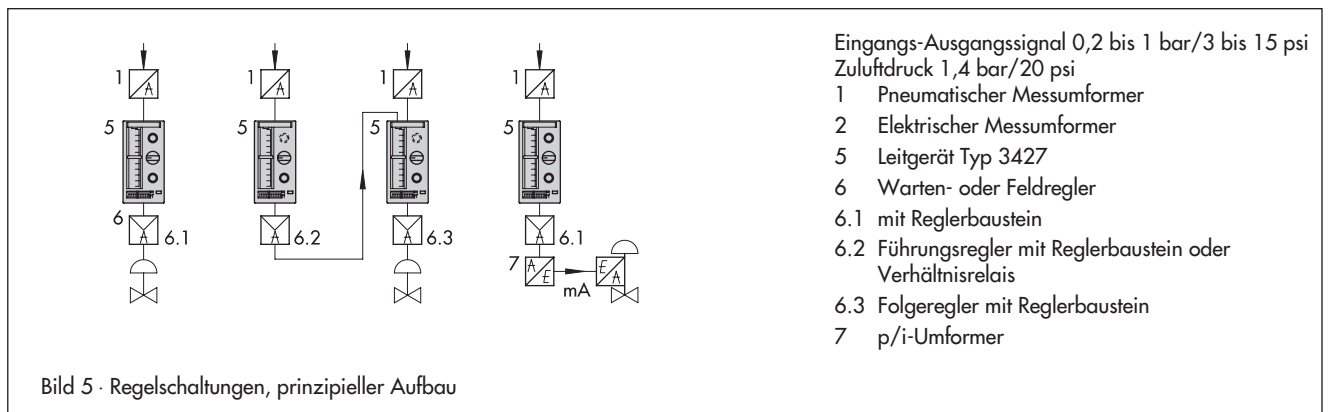 1 A 1 A 1 A 1 A
5 5 5 5
6 A 6.1 A 6.2 A 6.3 A 6.1
7 A E mA E A
Eingangs-Ausgangssignal 0,2 bis 1 bar/3 bis 15 psi
Zuluftdruck 1,4 bar/20 psi
1 Pneumatischer Messumformer
2 Elektrischer Messumformer
5 Leitgerät Typ 3427
6 Warten- oder Feldregler
6.1 mit Reglerbaustein
6.2 Führungsregler mit Reglerbaustein oder
Verhältnisrelais
6.3 Folgeregler mit Reglerbaustein
7 p/i-Umformer
Bild 5 · Regelschaltungen, prinzipieller Aufbau